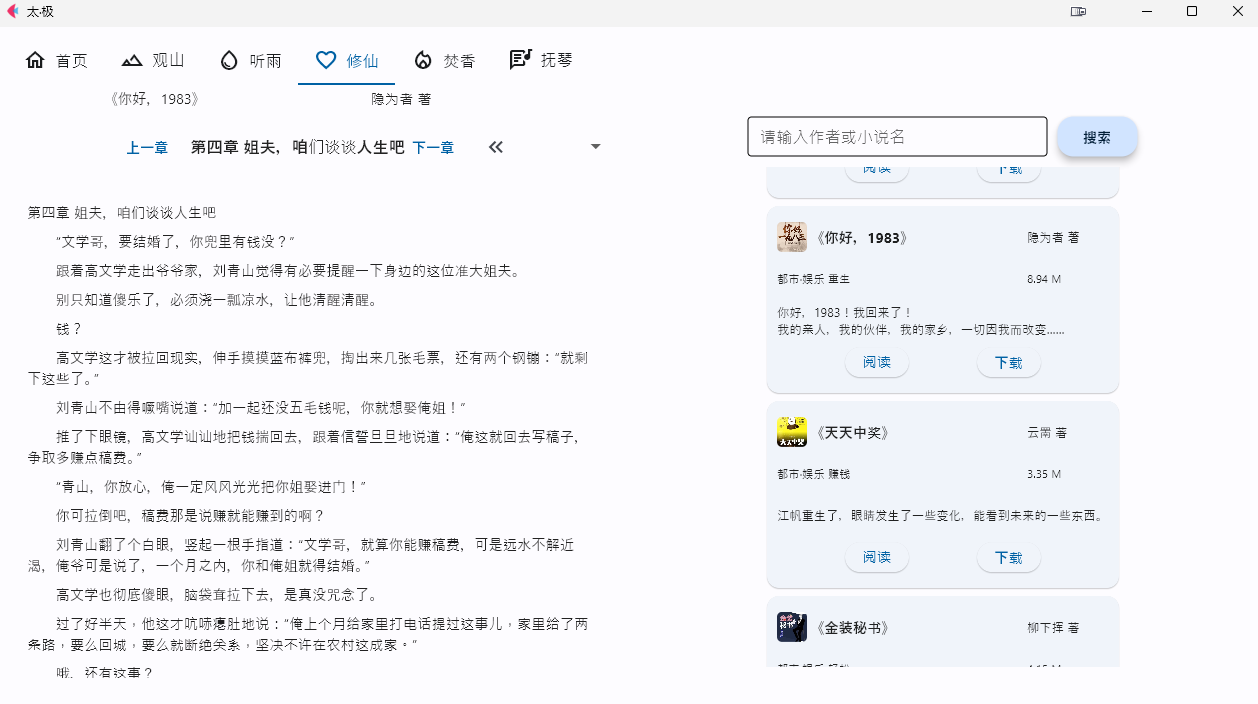 太·极
首页 观山 听雨 修仙 焚香 抚琴
《你好，1983》 隐为者 著
上一章 第四章 姐夫，咱们谈谈人生吧 下一章
第四章 姐夫，咱们谈谈人生吧
“文学哥，要结婚了，你兜里有钱没？”
跟着高文学走出爷爷家，刘青山觉得有必要提醒一下身边的这位准大姐夫。
别只知道傻乐了，必须浇一瓢凉水，让他清醒清醒。
钱？
高文学这才被拉回现实，伸手摸摸蓝布裤兜，掏出来几张毛票，还有两个钢镚：“就剩
下这些了。”
刘青山不由得噘嘴说道：“加一起还没五毛钱呢，你就想娶俺姐！”
推了下眼镜，高文学讪讪地把钱揣回去，跟着信誓旦旦地说道：“俺这就回去写稿子，
争取多赚点稿费。”
“青山，你放心，俺一定风风光光把你姐娶进门！”
你可拉倒吧，稿费那是说赚就能赚到的啊？
刘青山翻了个白眼，竖起一根手指道：“文学哥，就算你能赚稿费，可是远水不解近
渴，俺爷可是说了，一个月之内，你和俺姐就得结婚。”
高文学也彻底傻眼，脑袋耷拉下去，是真没咒念了。
过了好半天，他这才吭哧瘪肚地说：“俺上个月给家里打电话提过这事儿，家里给了两
条路，要么回城，要么就断绝关系，坚决不许在农村这成家。”
哦，还有这事？
请输入作者或小说名 搜索
阅读 下载
《你好，1983》 隐为者 著
都市·娱乐 重生 8.94 M
你好，1983！我回来了！
我的亲人，我的伙伴，我的家乡，一切因我而改变……
阅读 下载
《天天中奖》 云霄 著
都市·娱乐 赚钱 3.35 M
江帆重生了，眼睛发生了一些变化，能看到未来的一些东西。
阅读 下载
《金装秘书》 柳下挥 著